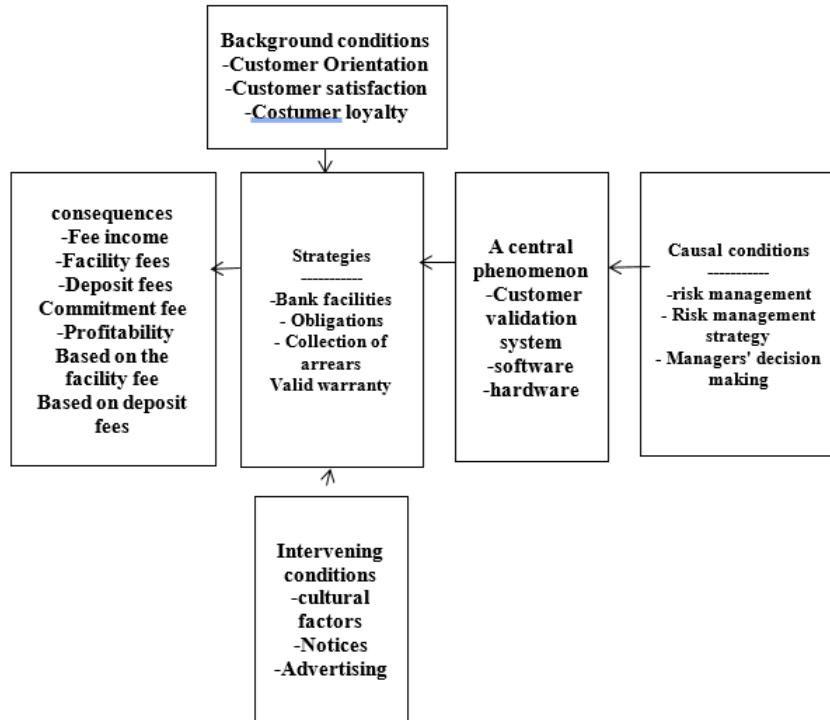 Background conditions
-Customer Orientation
-Customer satisfaction
-Costumer loyalty
consequences
-Fee income
-Facility fees
-Deposit fees
Commitment fee
-Profitability
Based on the
facility fee
Based on deposit
fees
Strategies
-----------
-Bank facilities
- Obligations
- Collection of
arrears
Valid warranty
A central
phenomenon
-Customer
validation
system
-software
-hardware
Causal conditions
-----------
-risk management
- Risk management
strategy
- Managers' decision
making
Intervening
conditions
-cultural
factors
-Notices
-Advertising